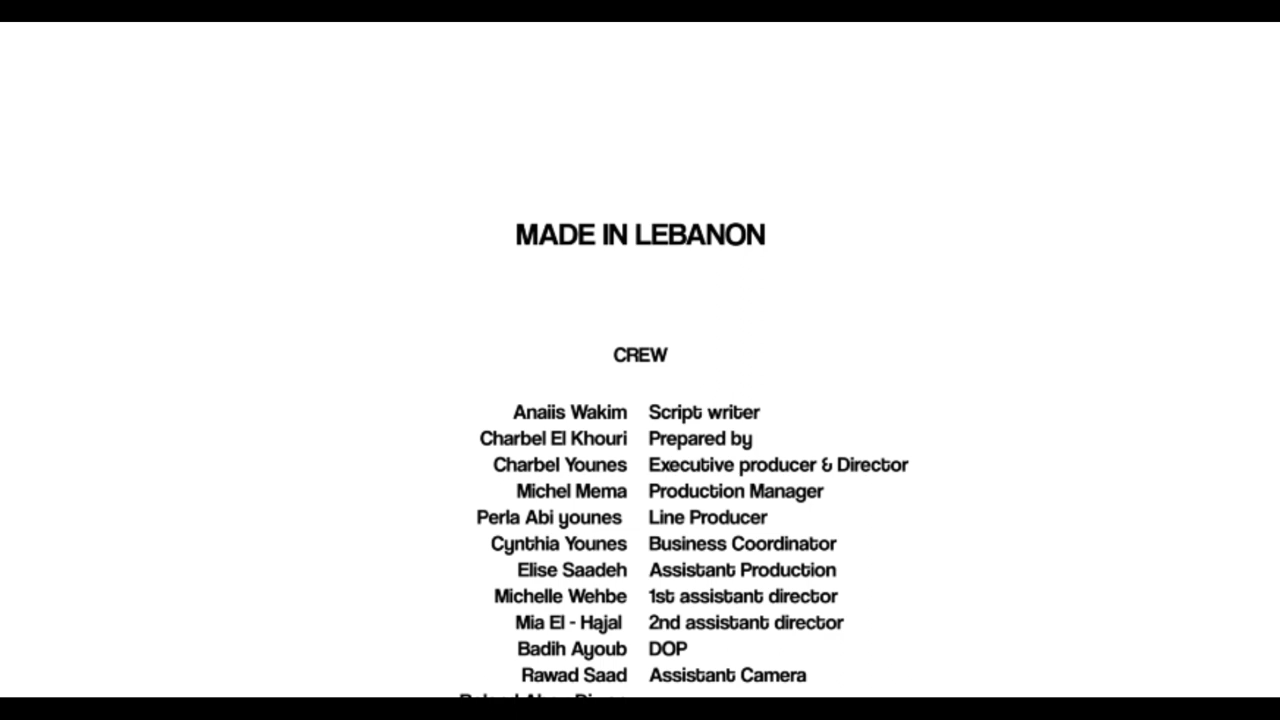 MADE IN LEBANON
CREW
Anaiis Wakim Script writer
Charbel El Khouri Prepared by
Charbel Younes Executive producer & Director
Michel Mema Production Manager
Perla Abi younes Line Producer
Cynthia Younes Business Coordinator
Elise Saadeh Assistant Production
Michelle Wehbe 1st assistant director
Mia El - Hajal 2nd assistant director
Badih Ayoub DOP
Rawad Saad Assistant Camera